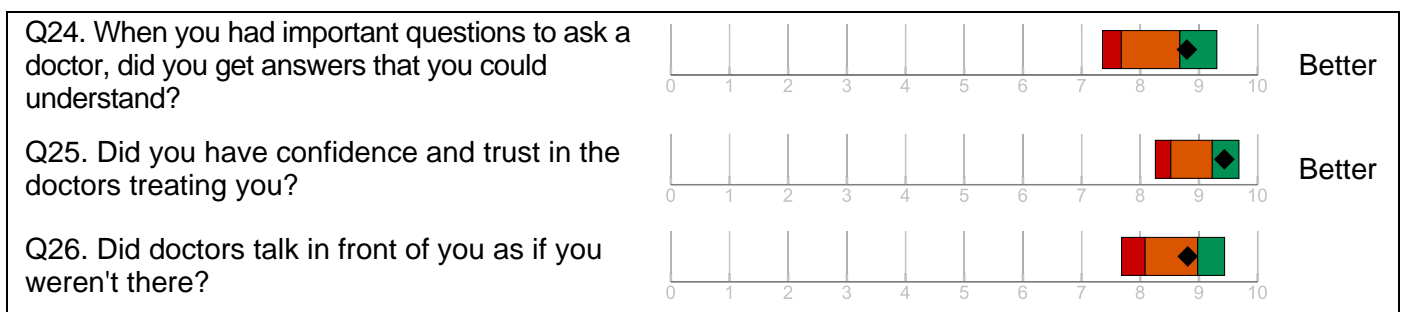 Q24. When you had important questions to ask a
doctor, did you get answers that you could
understand?
0 1 2 3 4 5 6 7 8 9 10
Better
Q25. Did you have confidence and trust in the
doctors treating you?
0 1 2 3 4 5 6 7 8 9 10
Better
Q26. Did doctors talk in front of you as if you
weren't there?
0 1 2 3 4 5 6 7 8 9 10